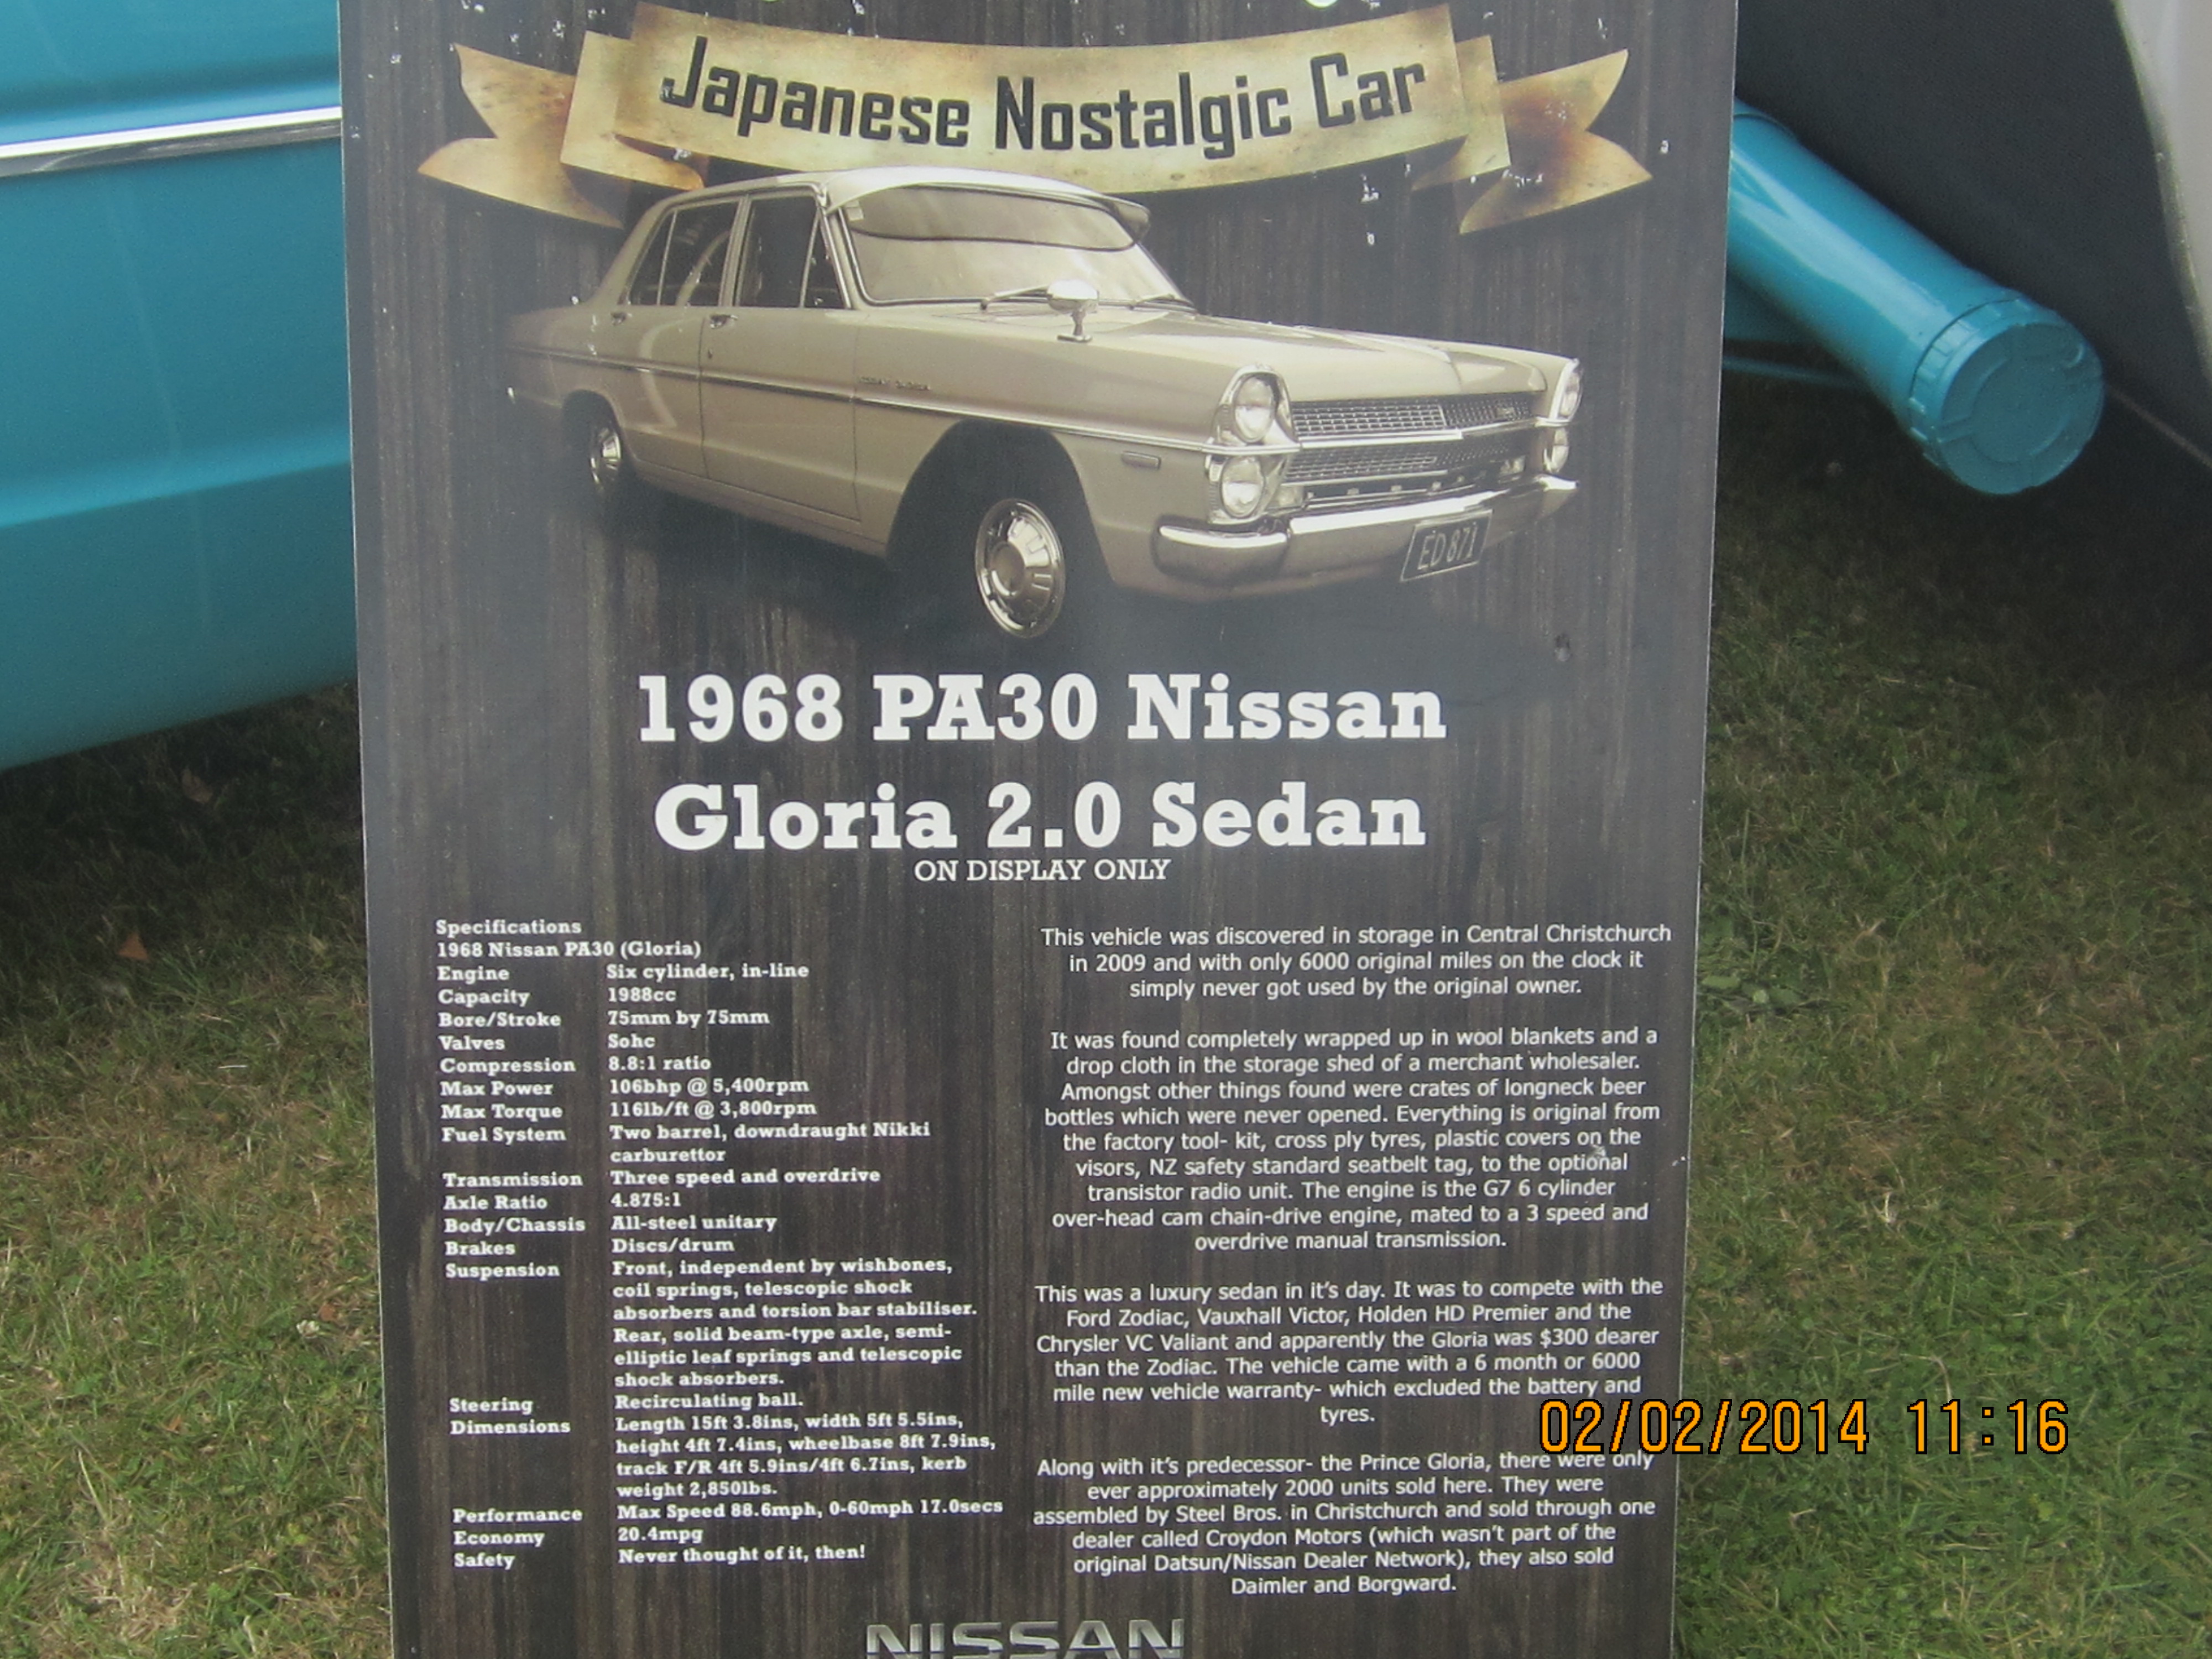 Japanese Nostalgic Car
ED 871
1968 PA30 Nissan
Gloria 2.0 Sedan
ON DISPLAY ONLY
Specifications
1968 Nissan PA30 (Gloria)
Engine Six cylinder, in-line
Capacity 1988cc
Bore/Stroke 75mm by 75mm
Valves Sohc
Compression 8.8:1 ratio
Max Power 106bhp @ 5,400rpm
Max Torque 116lb/ft @ 3,800rpm
Fuel System Two barrel, downdraught Nikki
carburettor
Transmission Three speed and overdrive
Axle Ratio 4.875:1
Body/Chassis All-steel unitary
Brakes Discs/drum
Suspension Front, independent by wishbones,
coil springs, telescopic shock
absorbers and torsion bar stabiliser.
Rear, solid beam-type axle, semi-
elliptic leaf springs and telescopic
shock absorbers.
Steering Recirculating ball.
Dimensions Length 15ft 3.8ins, width 5ft 5.5ins,
height 4ft 7.4ins, wheelbase 8ft 7.9ins,
track F/R 4ft 5.9ins/4ft 6.7ins, kerb
weight 2,850lbs.
Performance Max Speed 88.6mph, 0-60mph 17.0secs
Economy 20.4mpg
Safety Never thought of it, then!
This vehicle was discovered in storage in Central Christchurch
in 2009 and with only 6000 original miles on the clock it
simply never got used by the original owner.
It was found completely wrapped up in wool blankets and a
drop cloth in the storage shed of a merchant wholesaler.
Amongst other things found were crates of longneck beer
bottles which were never opened. Everything is original from
the factory tool- kit, cross ply tyres, plastic covers on the
visors, NZ safety standard seatbelt tag, to the optional
transistor radio unit. The engine is the G7 6 cylinder
over-head cam chain-drive engine, mated to a 3 speed and
overdrive manual transmission.
This was a luxury sedan in it's day. It was to compete with the
Ford Zodiac, Vauxhall Victor, Holden HD Premier and the
Chrysler VC Valiant and apparently the Gloria was $300 dearer
than the Zodiac. The vehicle came with a 6 month or 6000
mile new vehicle warranty- which excluded the battery and
tyres.
Along with it's predecessor- the Prince Gloria, there were only
ever approximately 2000 units sold here. They were
assembled by Steel Bros. in Christchurch and sold through one
dealer called Croydon Motors (which wasn't part of the
original Datsun/Nissan Dealer Network), they also sold
Daimler and Borgward.
NISSAN
02/02/2014 11:16